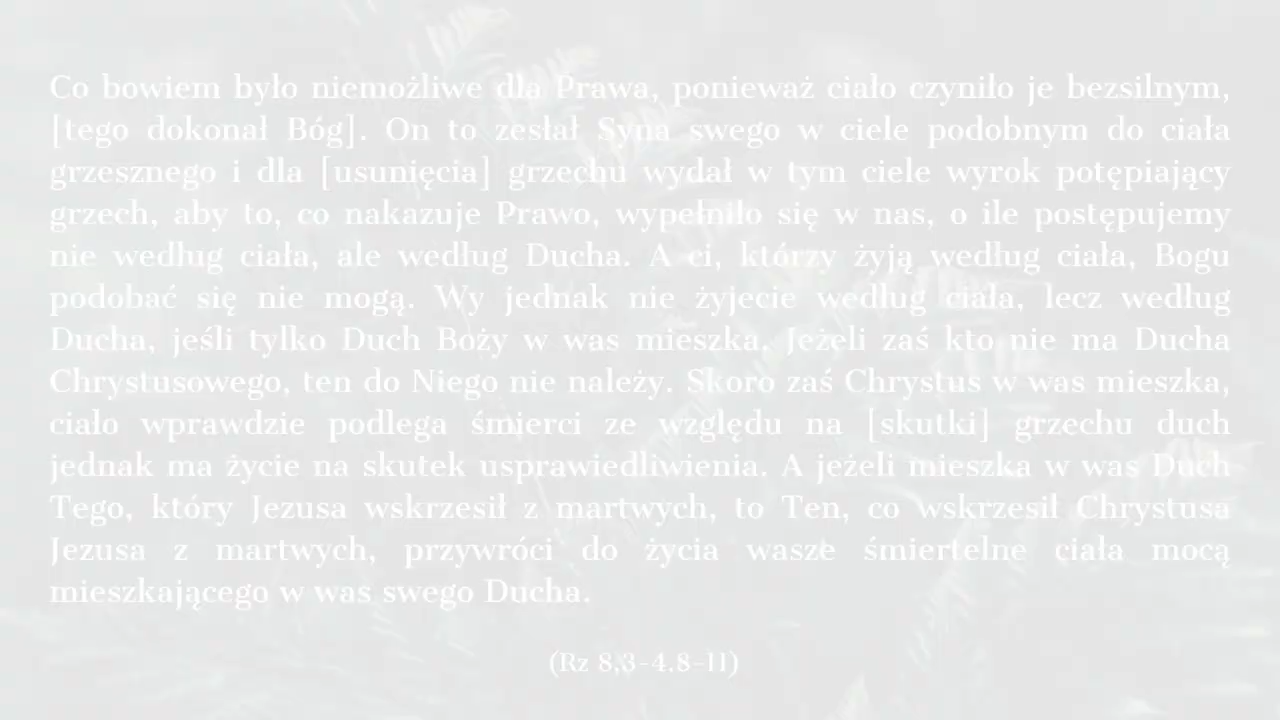 Co bowiem było niemożliwe dla Prawa, ponieważ ciało czyniło je bezsilnym,
[tego dokonał Bóg]. On to zesłał Syna swego w ciele podobnym do ciała
grzesznego i dla [usunięcia] grzechu wydał w tym ciele wyrok potępiający
grzech, aby to, co nakazuje Prawo, wypełniło się w nas, o ile postępujemy
nie według ciała, ale według Ducha. A ci, którzy żyją według ciała, Bogu
podobać się nie mogą. Wy jednak nie żyjecie według ciała, lecz według
Ducha, jeśli tylko Duch Boży w was mieszka. Jeżeli zaś kto nie ma Ducha
Chrystusowego, ten do Niego nie należy. Skoro zaś Chrystus w was mieszka,
ciało wprawdzie podlega śmierci ze względu na [skutki] grzechu duch
jednak ma życie na skutek usprawiedliwienia. A jeżeli mieszka w was Duch
Tego, który Jezusa wskrzesił z martwych, to Ten, co wskrzesił Chrystusa
Jezusa z martwych, przywróci do życia wasze śmiertelne ciała mocą
mieszkającego w was swego Ducha.
(Rz 8,3-4.8-11)